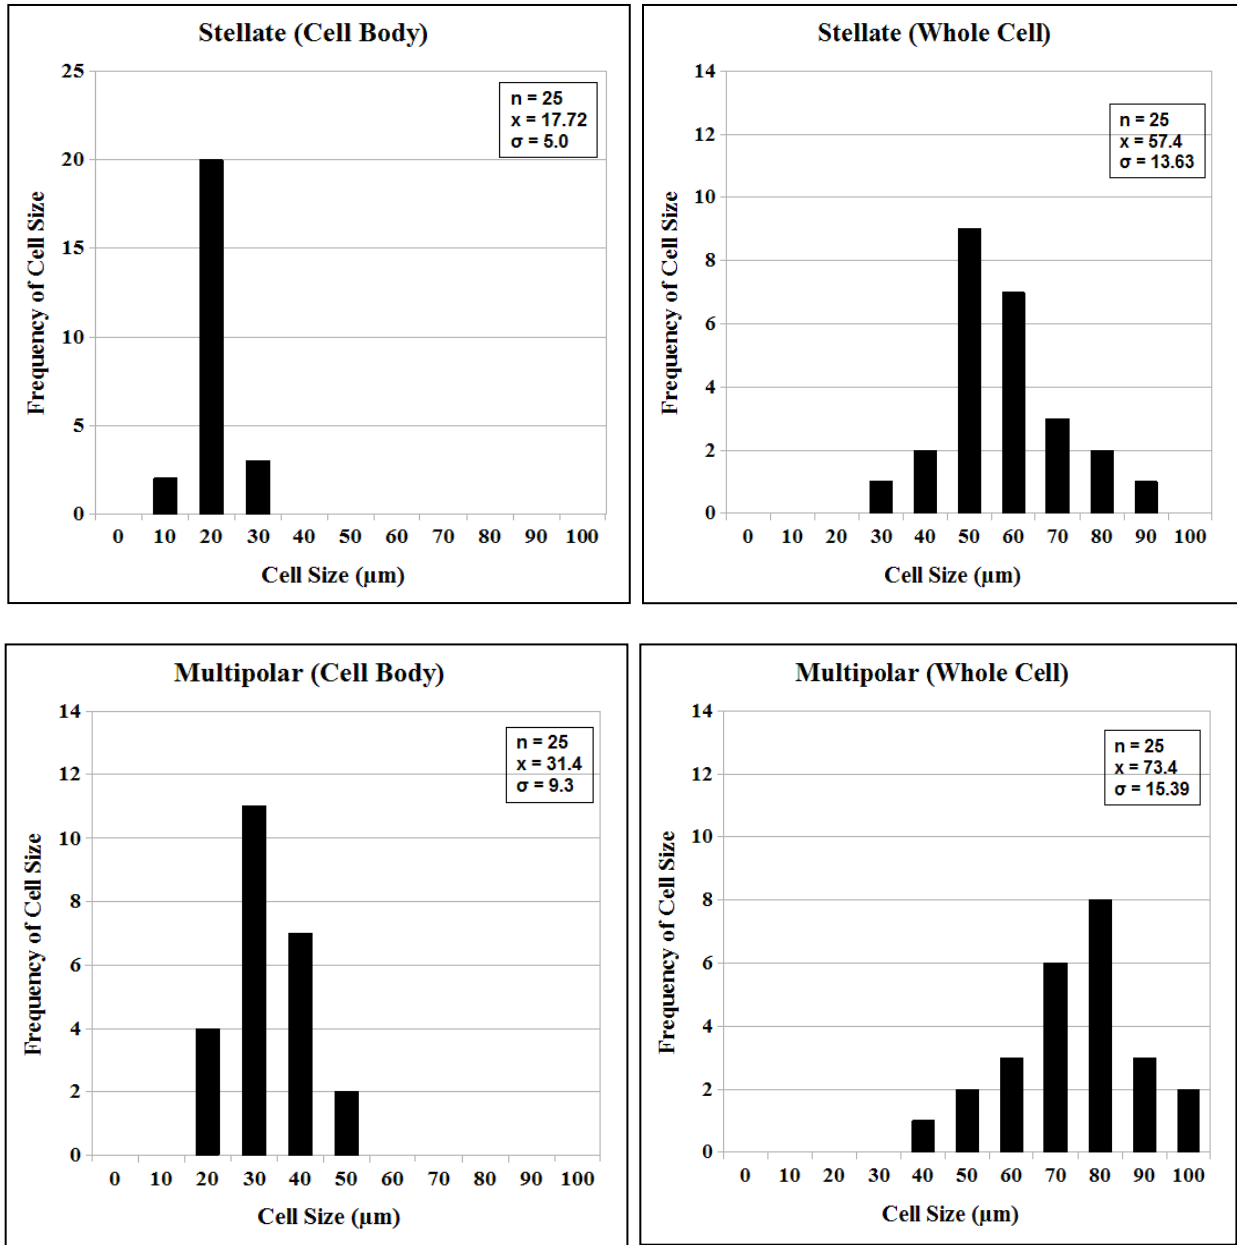 Stellate (Cell Body)
25
20
15
10
5
0
Frequency of Cell Size
n = 25
x = 17.72
σ = 5.0
0 10 20 30 40 50 60 70 80 90 100
Cell Size (µm)
Stellate (Whole Cell)
14
12
10
8
6
4
2
0
Frequency of Cell Size
n = 25
x = 57.4
σ = 13.63
0 10 20 30 40 50 60 70 80 90 100
Cell Size (µm)
Multipolar (Cell Body)
14
12
10
8
6
4
2
0
Frequency of Cell Size
n = 25
x = 31.4
σ = 9.3
0 10 20 30 40 50 60 70 80 90 100
Cell Size (µm)
Multipolar (Whole Cell)
14
12
10
8
6
4
2
0
Frequency of Cell Size
n = 25
x = 73.4
σ = 15.39
0 10 20 30 40 50 60 70 80 90 100
Cell Size (µm)